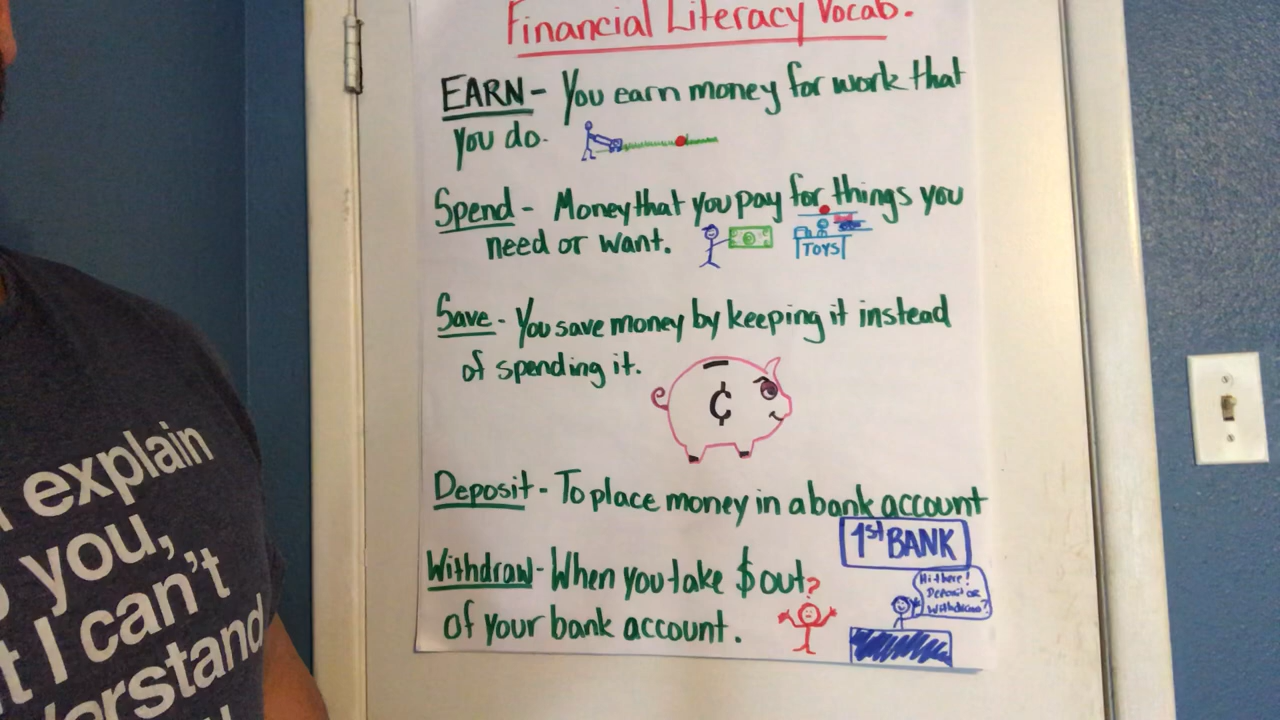 Financial Literacy Vocab.
EARN - You earn money for work that
you do.
Spend - Money that you pay for things you
need or want.
TOYS
Save - You save money by keeping it instead
of spending it.
¢
Deposit - To place money in a bank account
1st BANK
Withdraw - When you take $ out
of your bank account.
?
Hi there!
Deposit or
Withdraw?
explain
you,
I can't